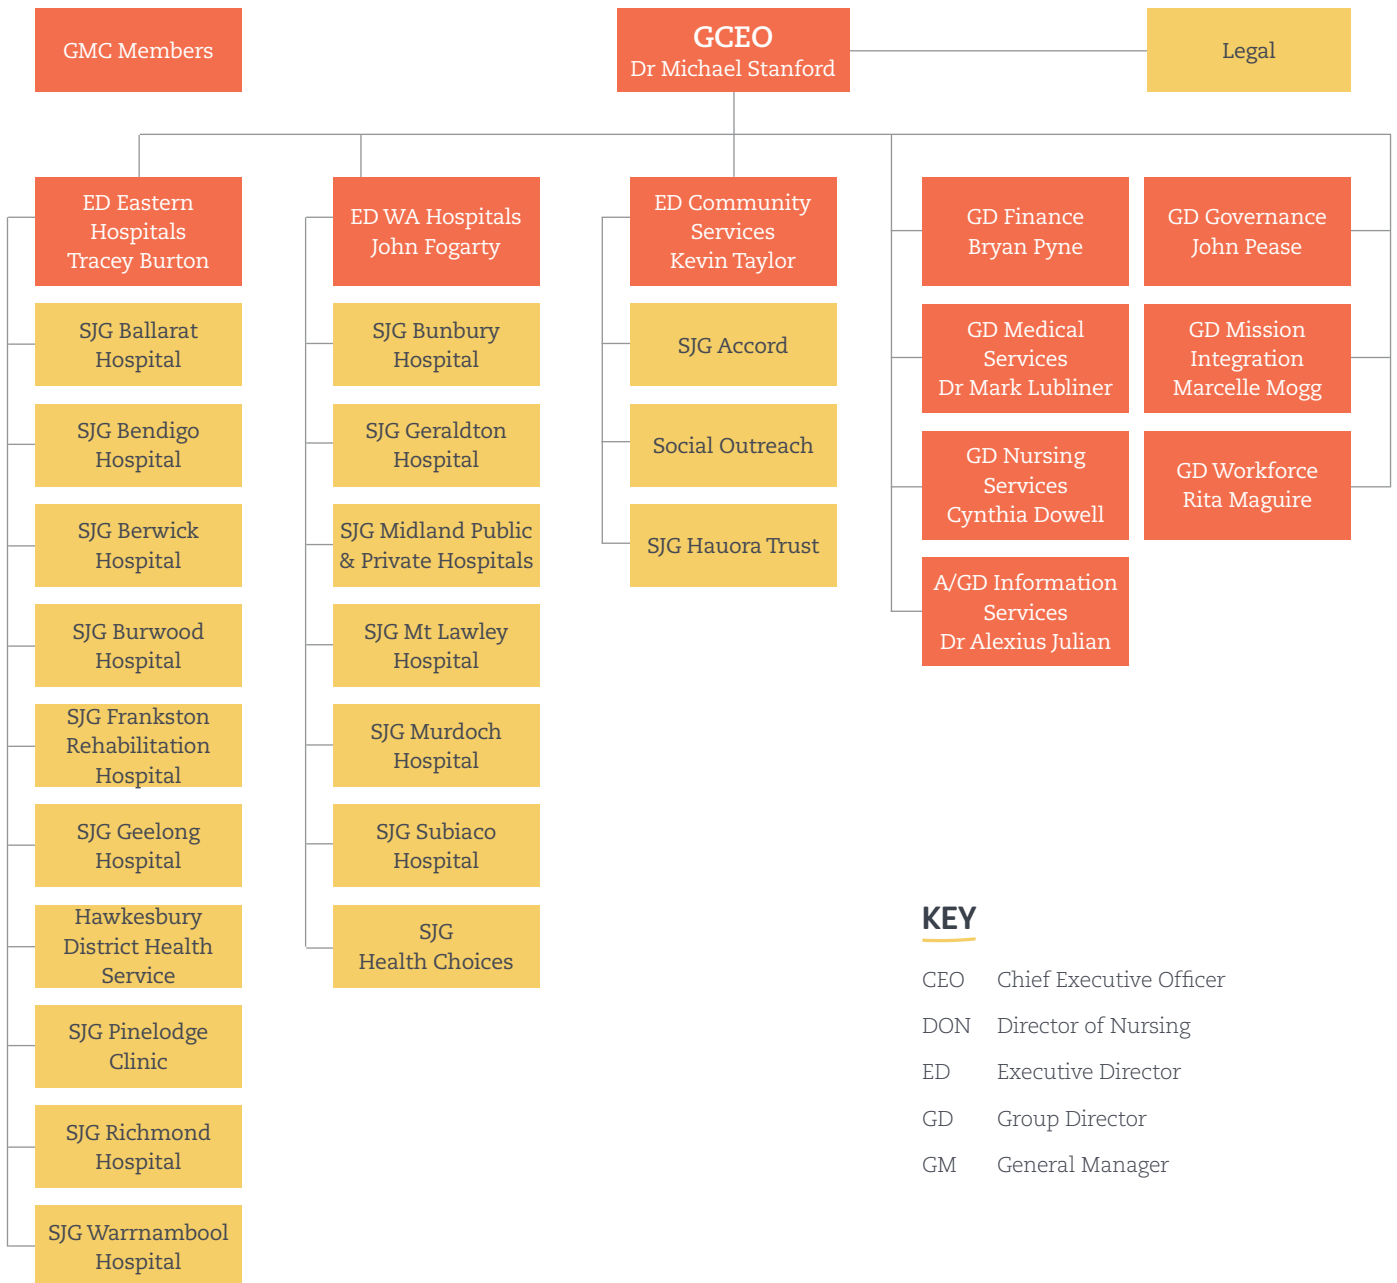 GMC Members
GCEO
Dr Michael Stanford
Legal
ED Eastern
Hospitals
Tracey Burton
SJG Ballarat
Hospital
SJG Bendigo
Hospital
SJG Berwick
Hospital
SJG Burwood
Hospital
SJG Frankston
Rehabilitation
Hospital
SJG Geelong
Hospital
Hawkesbury
District Health
Service
SJG Pinelodge
Clinic
SJG Richmond
Hospital
SJG Warrnambool
Hospital
ED WA Hospitals
John Fogarty
SJG Bunbury
Hospital
SJG Geraldton
Hospital
SJG Midland Public
& Private Hospitals
SJG Mt Lawley
Hospital
SJG Murdoch
Hospital
SJG Subiaco
Hospital
SJG
Health Choices
ED Community
Services
Kevin Taylor
SJG Accord
Social Outreach
SJG Hauora Trust
GD Finance
Bryan Pyne
GD Medical
Services
Dr Mark Lubliner
GD Nursing
Services
Cynthia Dowell
A/GD Information
Services
Dr Alexius Julian
GD Governance
John Pease
GD Mission
Integration
Marcelle Mogg
GD Workforce
Rita Maguire
KEY
CEO Chief Executive Officer
DON Director of Nursing
ED Executive Director
GD Group Director
GM General Manager